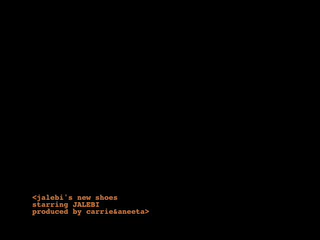 <jalebi's new shoes
starring JALEBI
produced by carrie&aneeta>